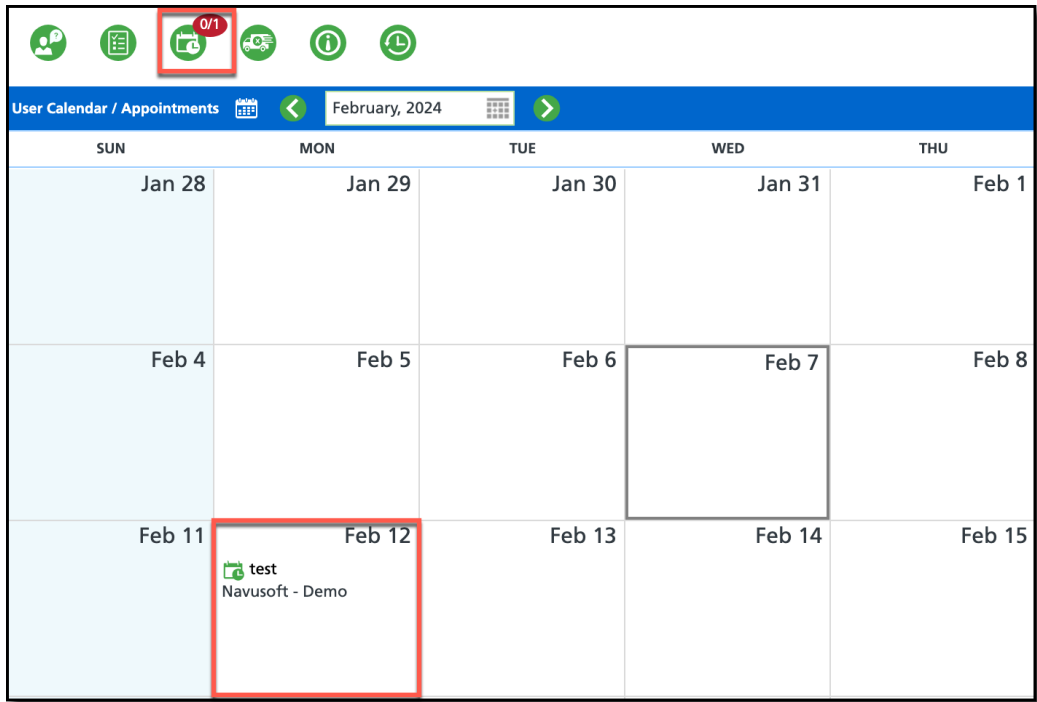 0/1
User Calendar / Appointments February, 2024
SUN MON TUE WED THU
Jan 28 Jan 29 Jan 30 Jan 31 Feb 1
Feb 4 Feb 5 Feb 6 Feb 7 Feb 8
Feb 11 Feb 12 Feb 13 Feb 14 Feb 15
test
Navusoft - Demo